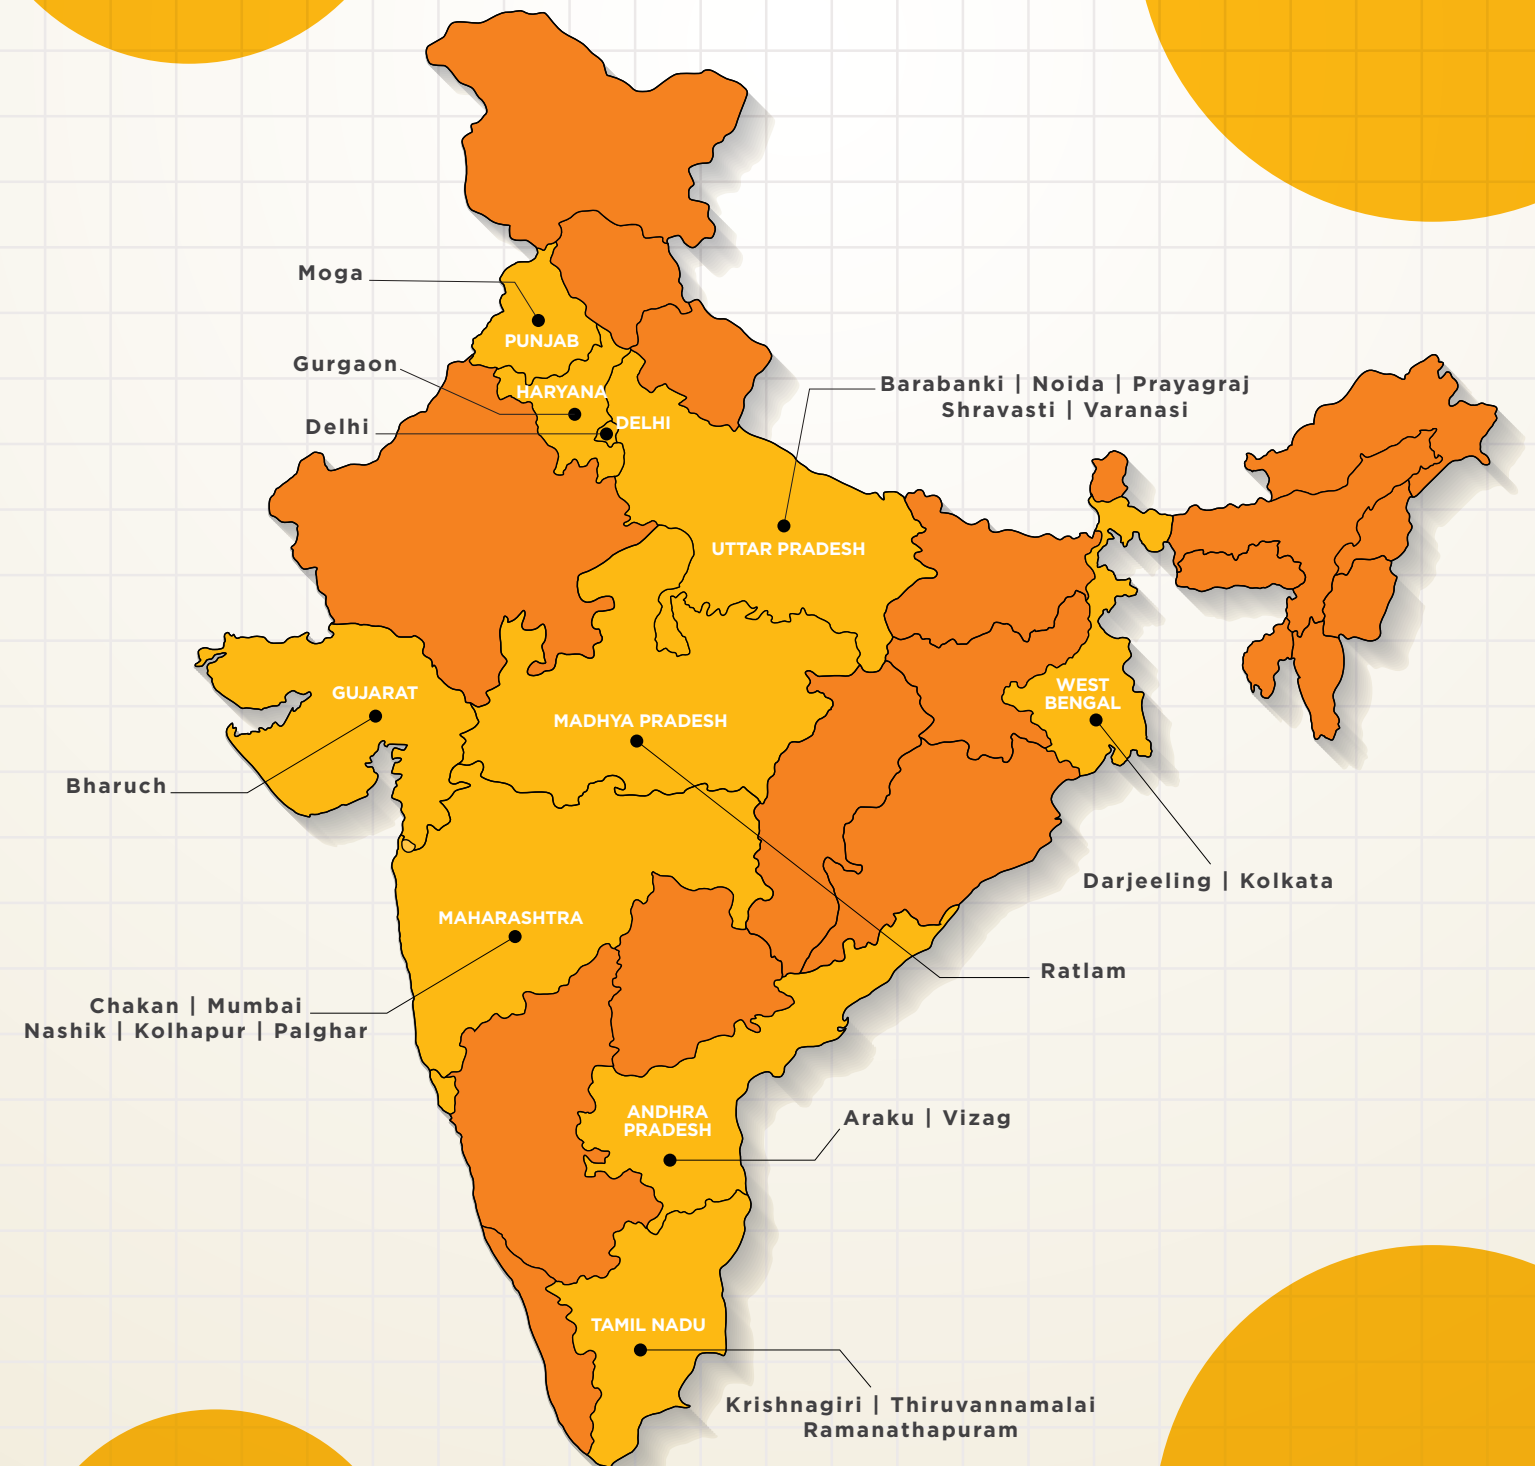 Moga
PUNJAB
Gurgaon
HARYANA
Barabanki | Noida | Prayagraj
Shravasti | Varanasi
Delhi
DELHI
UTTAR PRADESH
GUJARAT
WEST
BENGAL
MADHYA PRADESH
Bharuch
Darjeeling | Kolkata
MAHARASHTRA
Ratlam
Chakan | Mumbai
Nashik | Kolhapur | Palghar
ANDHRA
PRADESH
Araku | Vizag
TAMIL NADU
Krishnagiri | Thiruvannamalai
Ramanathapuram